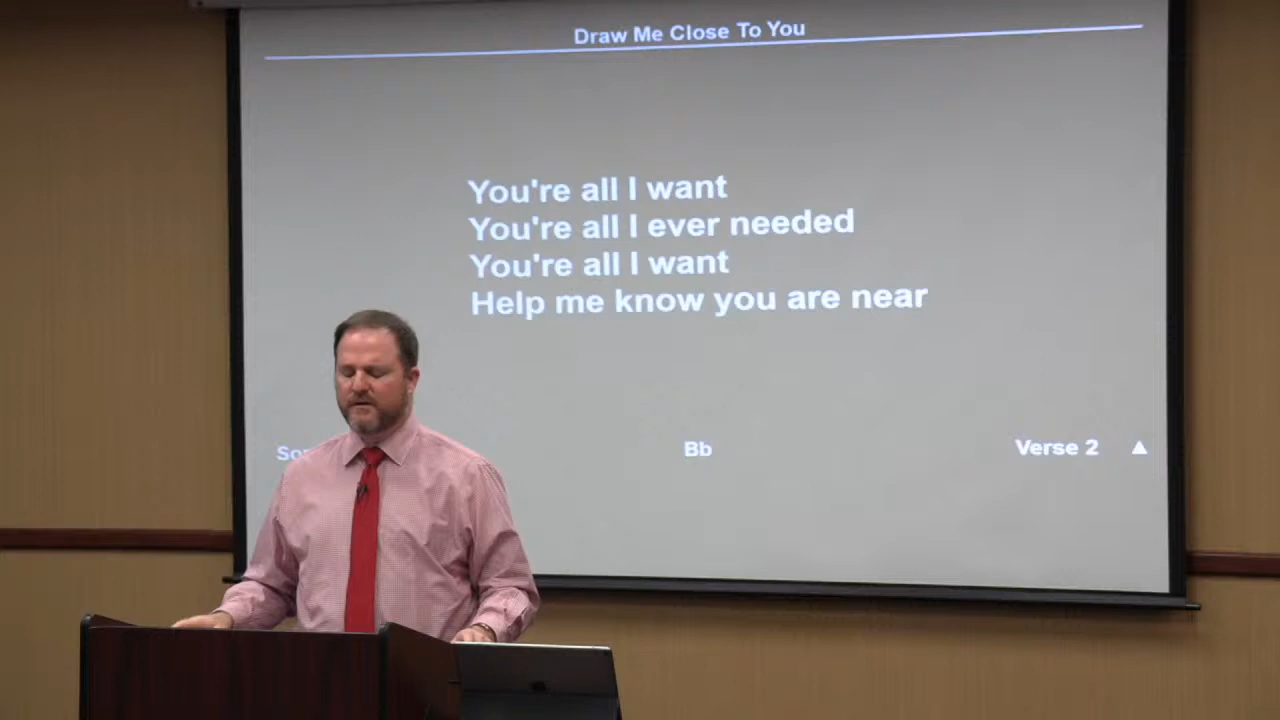 Draw Me Close To You
You're all I want
You're all I ever needed
You're all I want
Help me know you are near
Bb
Verse 2